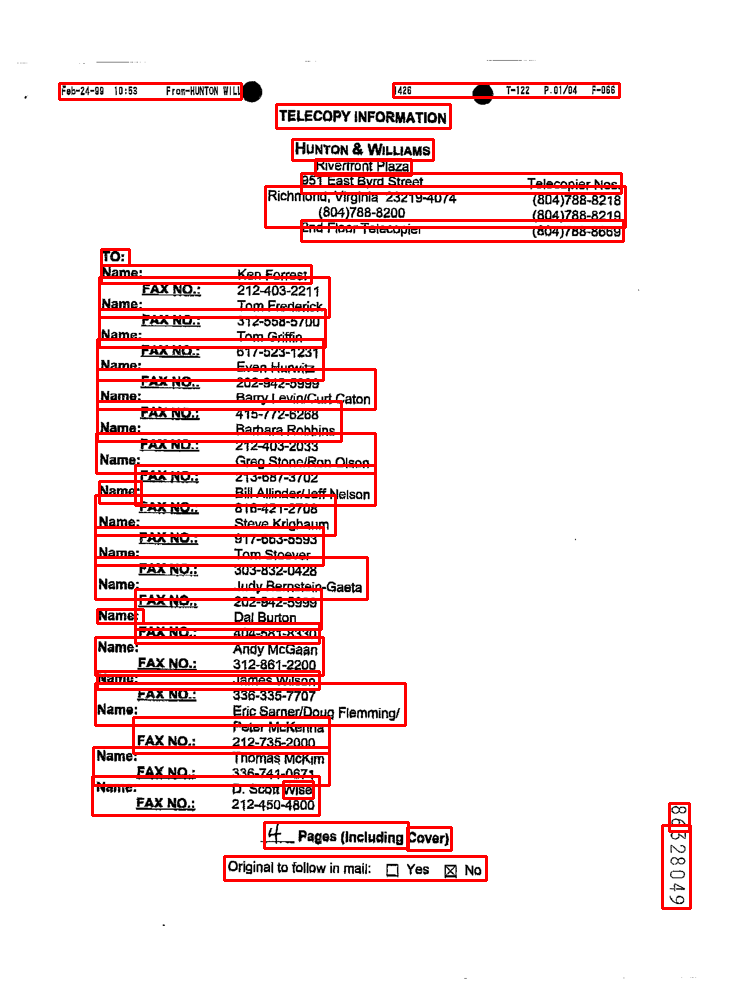 Feb-24-99 10:53 From-HUNTON WILL 1426 T-122 P.01/04 F-066
TELECOPY INFORMATION
HUNTON & WILLIAMS
Riverfront Plaza
951 East Byrd Street Telecopier Nos.
Richmond, Virginia 23219-4074 (804)788-8218
(804)788-8200 (804)788-8219
2nd Floor Telecopier (804)788-8669
TO:
Name: Ken Forrest
FAX NO.: 212-403-2211
Name: Tom Frederick
FAX NO.: 312-558-5700
Name: Tom Griffin
FAX NO.: 617-523-1231
Name: Even Hurwitz
FAX NO.: 202-942-5999
Name: Barry Levin/Curt Caton
FAX NO.: 415-772-6268
Name: Barbara Robbins
FAX NO.: 212-403-2033
Name: Greg Stone/Ron Olson
FAX NO.: 213-687-3702
Name: Bill Allinder/Jeff Nelson
FAX NO.: 816-421-2708
Name: Steve Krigbaum
FAX NO.: 917-663-5593
Name: Tom Stoever
FAX NO.: 303-832-0428
Name: Judy Bernstein-Gaeta
FAX NO.: 202-942-5999
Name: Dal Burton
FAX NO.: 404-581-8330
Name: Andy McGaan
FAX NO.: 312-861-2200
Name: James Wilson
FAX NO.: 336-335-7707
Name: Eric Sarner/Doug Flemming/
Peter McKenna
FAX NO.: 212-735-2000
Name: Thomas McKim
FAX NO.: 336-741-0671
Name: D. Scott Wise
FAX NO.: 212-450-4800
4 Pages (Including Cover)
Original to follow in mail: ☐ Yes ☒ No
86328049